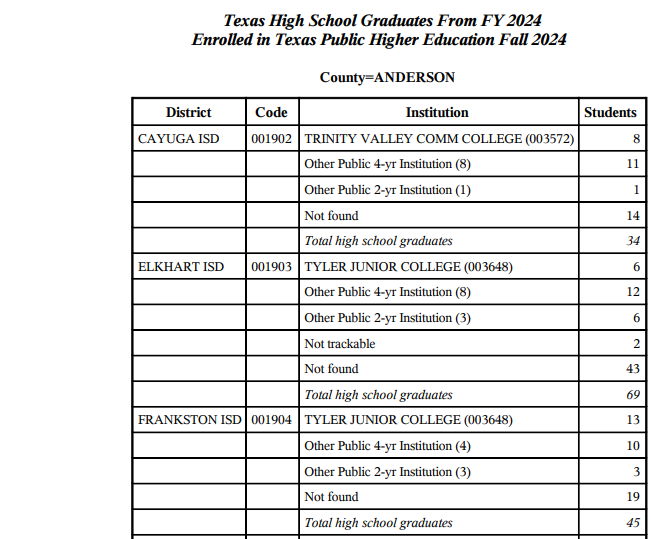 Texas High School Graduates From FY 2024
Enrolled in Texas Public Higher Education Fall 2024
County=ANDERSON
District Code Institution Students
CAYUGA ISD 001902 TRINITY VALLEY COMM COLLEGE (003572) 8
Other Public 4-yr Institution (8) 11
Other Public 2-yr Institution (1) 1
Not found 14
Total high school graduates 34
ELKHART ISD 001903 TYLER JUNIOR COLLEGE (003648) 6
Other Public 4-yr Institution (8) 12
Other Public 2-yr Institution (3) 6
Not trackable 2
Not found 43
Total high school graduates 69
FRANKSTON ISD 001904 TYLER JUNIOR COLLEGE (003648) 13
Other Public 4-yr Institution (4) 10
Other Public 2-yr Institution (3) 3
Not found 19
Total high school graduates 45